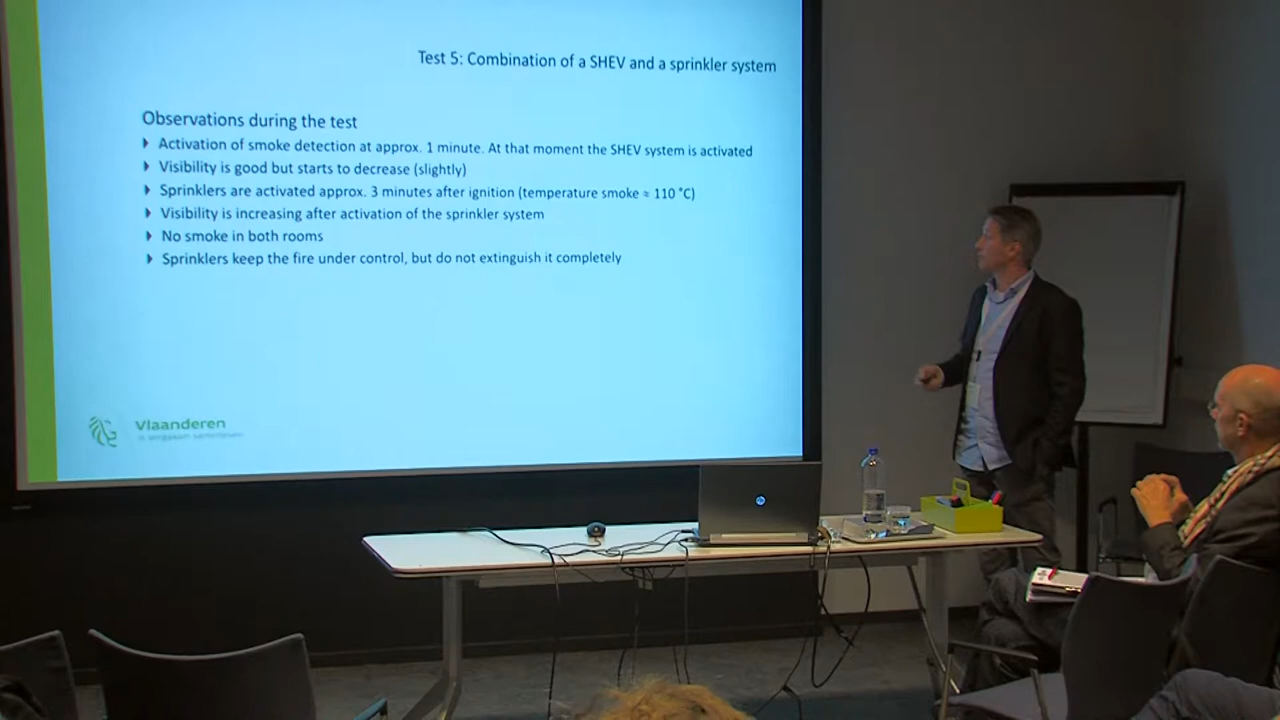 Test 5: Combination of a SHEV and a sprinkler system
Observations during the test
Activation of smoke detection at approx. 1 minute. At that moment the SHEV system is activated
Visibility is good but starts to decrease (slightly)
Sprinklers are activated approx. 3 minutes after ignition (temperature smoke ≈ 110 °C)
Visibility is increasing after activation of the sprinkler system
No smoke in both rooms
Sprinklers keep the fire under control, but do not extinguish it completely
Vlaanderen
hp